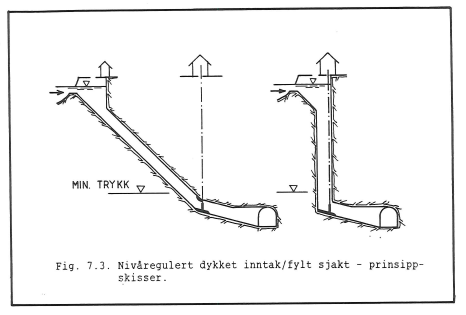 MIN. TRYKK
Fig. 7.3. Nivåregulert dykket inntak/fylt sjakt - prinsipp-
skisser.